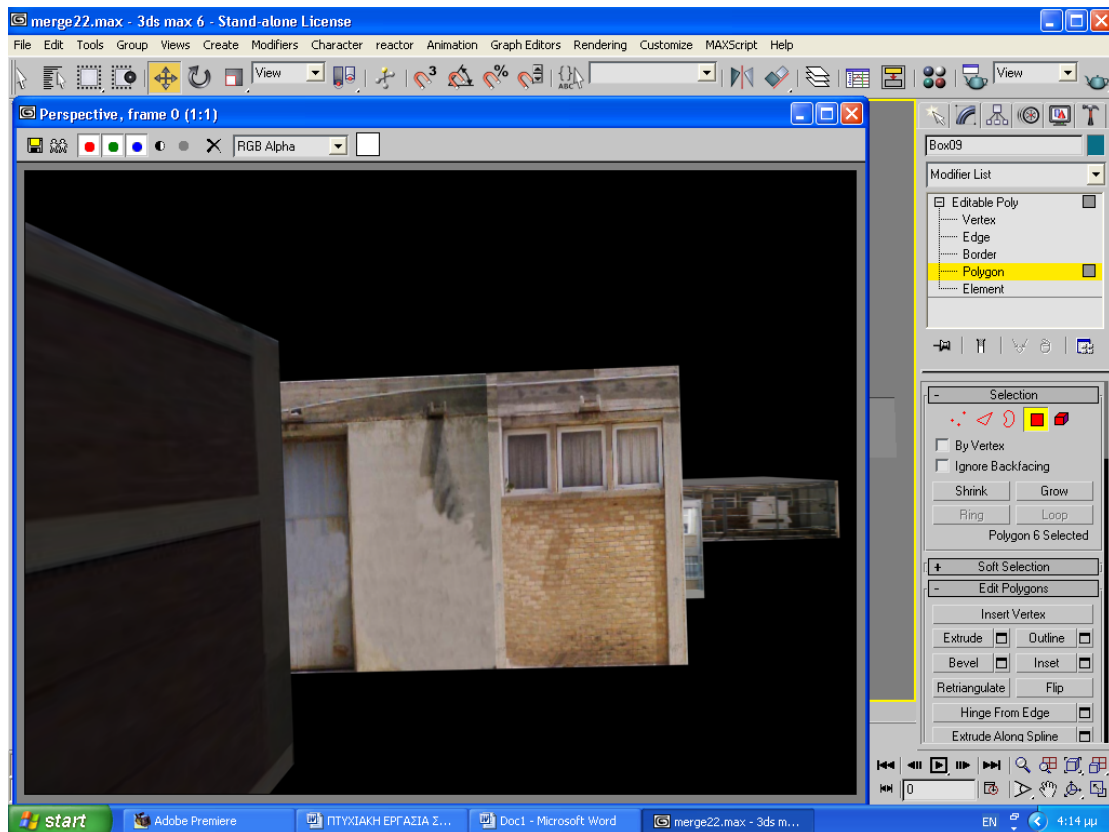 merge22.max - 3ds max 6 - Stand-alone License
File Edit Tools Group Views Create Modifiers Character reactor Animation Graph Editors Rendering Customize MAXScript Help
View
3
%
ABC
View
Perspective, frame 0 (1:1)
RGB Alpha
Box09
Modifier List
Editable Poly
Vertex
Edge
Border
Polygon
Element
- Selection
By Vertex
Ignore Backfacing
Shrink Grow
Ring Loop
Polygon 6 Selected
+ Soft Selection
- Edit Polygons
Insert Vertex
Extrude Outline
Bevel Inset
Retriangulate Flip
Hinge From Edge
Extrude Along Spline
0
start Adobe Premiere ΠΤΥΧΙΑΚΗ ΕΡΓΑΣΙΑ Σ... Doc1 - Microsoft Word merge22.max - 3ds m... EN 4:14 μμ